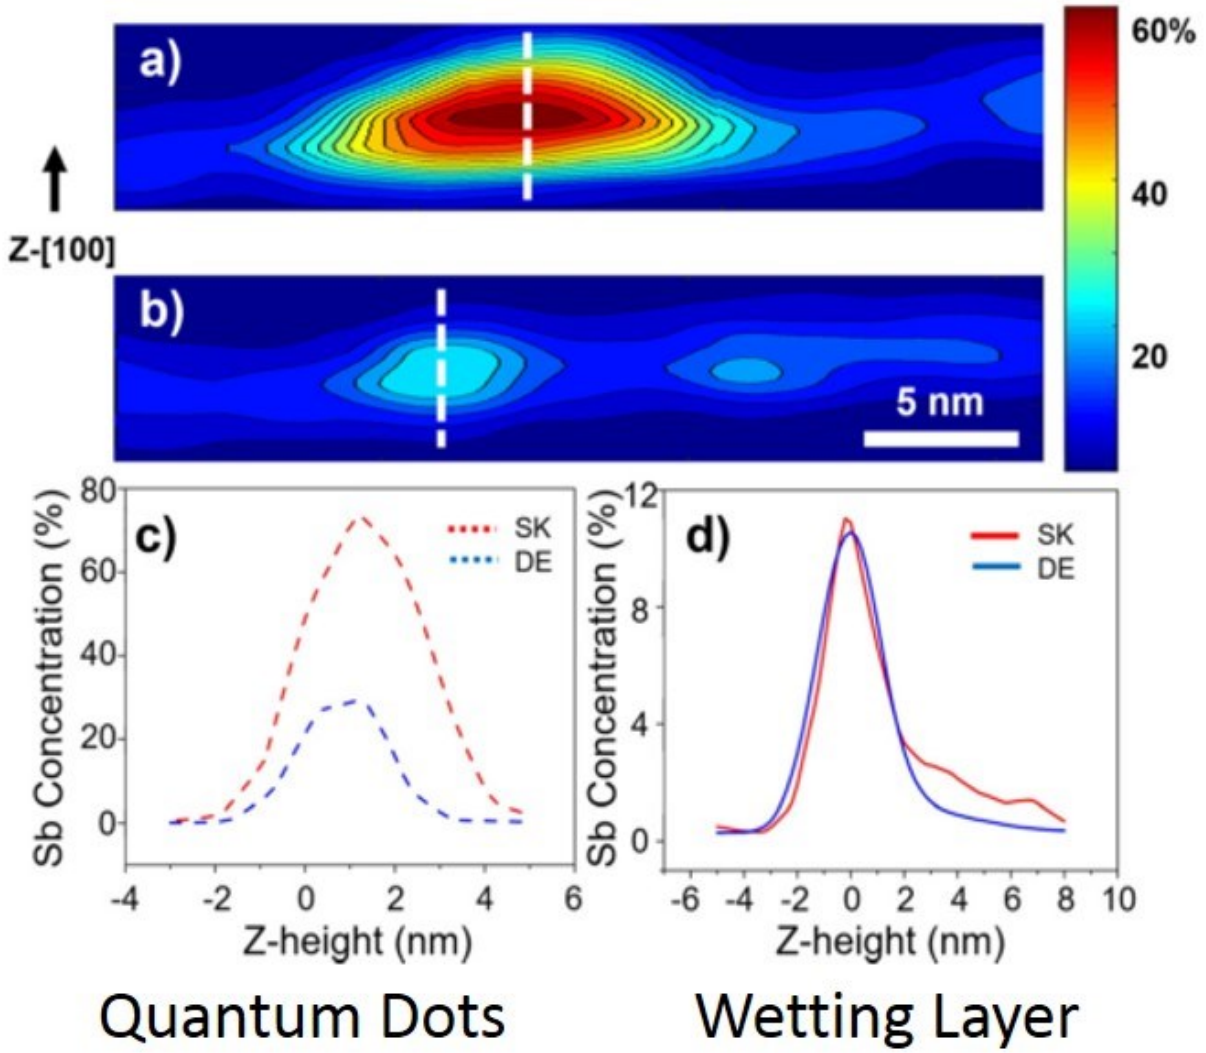 a)
60%
40
20
Z-[100]
b)
5 nm
80
60
40
20
0
-4 -2 0 2 4 6
Sb Concentration (%)
Z-height (nm)
c)
SK
DE
12
8
4
0
-6 -4 -2 0 2 4 6 8 10
Sb Concentration (%)
Z-height (nm)
d)
SK
DE
Quantum Dots
Wetting Layer